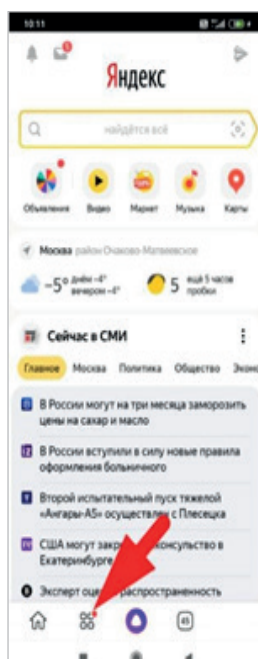 10:11
Яндекс
найдётся всё
Объявления Видео Маркет Музыка Карты
Москва район Очаково-Матвеевское
−5° днём −4° вечером −4° 5 ещё 5 часов пробки
Сейчас в СМИ
Главное Москва Политика Общество Эконо
В России могут на три месяца заморозить
цены на сахар и масло
В России вступили в силу новые правила
оформления больничного
Второй испытательный пуск тяжелой
«Ангары-А5» осуществлен с Плесецка
США могут закр консульство в
Екатеринбурге
Эксперт оце распространенность
45